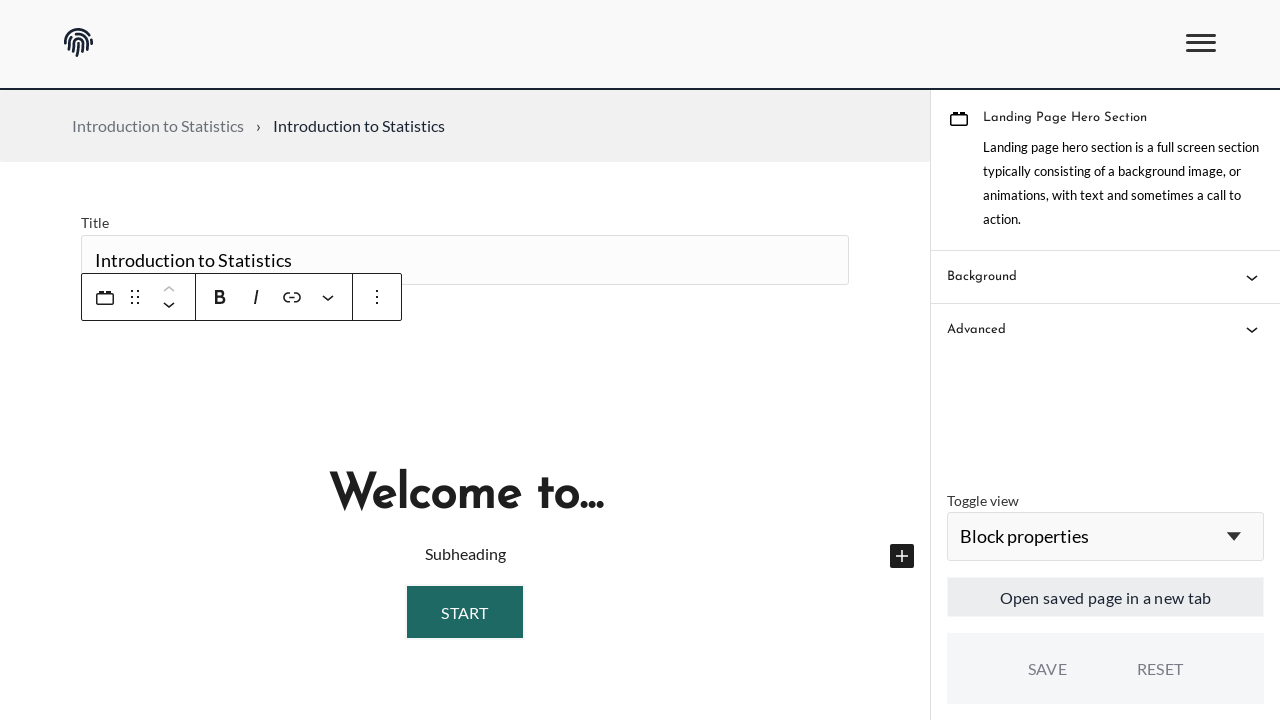 Introduction to Statistics › Introduction to Statistics
Title
Introduction to Statistics
B I
Welcome to...
Subheading
START
Landing Page Hero Section
Landing page hero section is a full screen section
typically consisting of a background image, or
animations, with text and sometimes a call to
action.
Background
Advanced
Toggle view
Block properties
Open saved page in a new tab
SAVE RESET